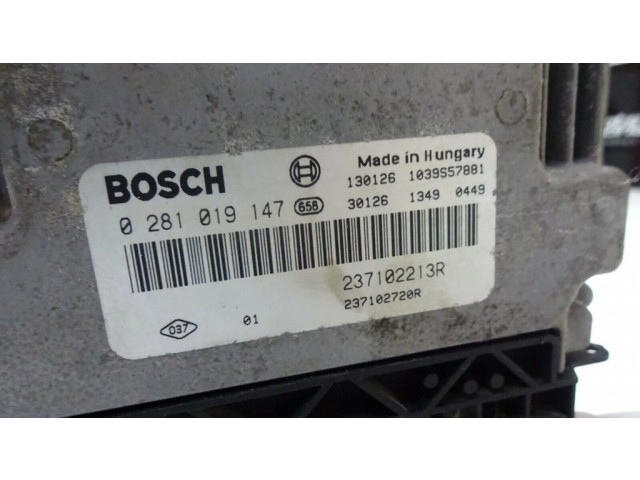 BOSCH
Made in Hungary
130126 1039S57881
0 281 019 147 658 30126 1349 0449
237102213R
237102720R
037 01